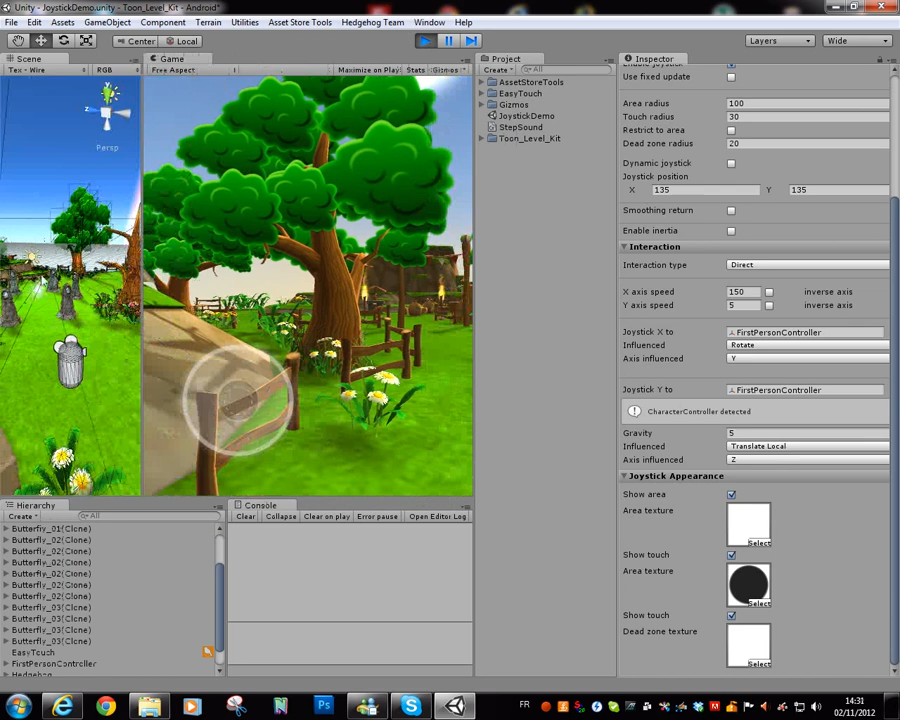 Unity - JoystickDemo.unity - Toon_Level_Kit - Android*
File Edit Assets GameObject Component Terrain Utilities Asset Store Tools Hedgehog Team Window Help
Center Local Layers Wide
Scene Game Project Inspector
Tex - Wire RGB Free Aspect Maximize on Play Stats Gizmos Create All
Use fixed update
Area radius 100
Touch radius 30
Restrict to area
Dead zone radius 20
Dynamic joystick
Joystick position
X 135 Y 135
Smoothing return
Enable inertia
Interaction
Interaction type Direct
X axis speed 150 inverse axis
Y axis speed 5 inverse axis
Joystick X to FirstPersonController
Influenced Rotate
Axis influenced Y
Joystick Y to FirstPersonController
CharacterController detected
Gravity 5
Influenced Translate Local
Axis influenced Z
Joystick Appearance
Show area
Area texture
Select
Show touch
Area texture
Select
Show touch
Dead zone texture
Select
AssetStoreTools
EasyTouch
Gizmos
JoystickDemo
StepSound
Toon_Level_Kit
z
Persp
Hierarchy
Create All
Butterfly_01(Clone)
Butterfly_02(Clone)
Butterfly_02(Clone)
Butterfly_02(Clone)
Butterfly_02(Clone)
Butterfly_02(Clone)
Butterfly_02(Clone)
Butterfly_03(Clone)
Butterfly_03(Clone)
Butterfly_03(Clone)
Butterfly_03(Clone)
EasyTouch
FirstPersonController
Hedgehog
Console
Clear Collapse Clear on play Error pause Open Editor Log
Ps
FR
14:31
02/11/2012